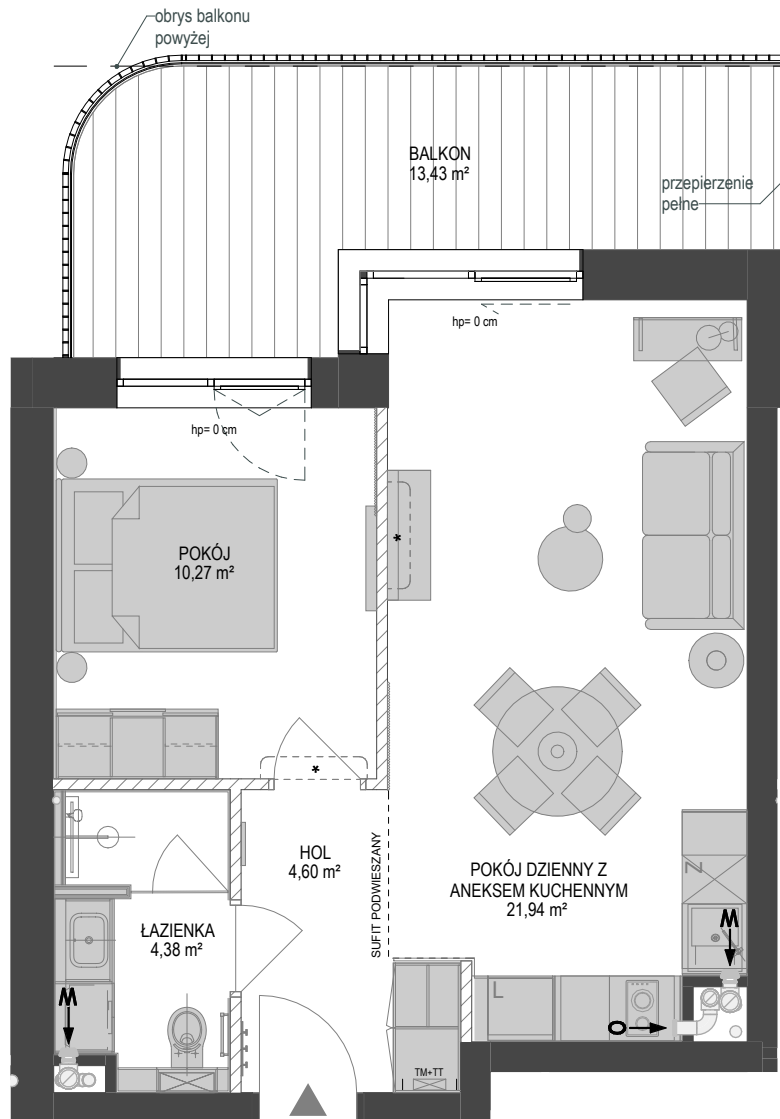 obrys balkonu
powyżej
BALKON
13,43 m²
przepierzenie
pełne
hp= 0 cm
hp= 0 cm
*
POKÓJ
10,27 m²
*
HOL
4,60 m²
SUFIT PODWIESZANY
POKÓJ DZIENNY Z
ANEKSEM KUCHENNYM
21,94 m²
Z
ŁAZIENKA
4,38 m²
M
M
L
O
TM+TT